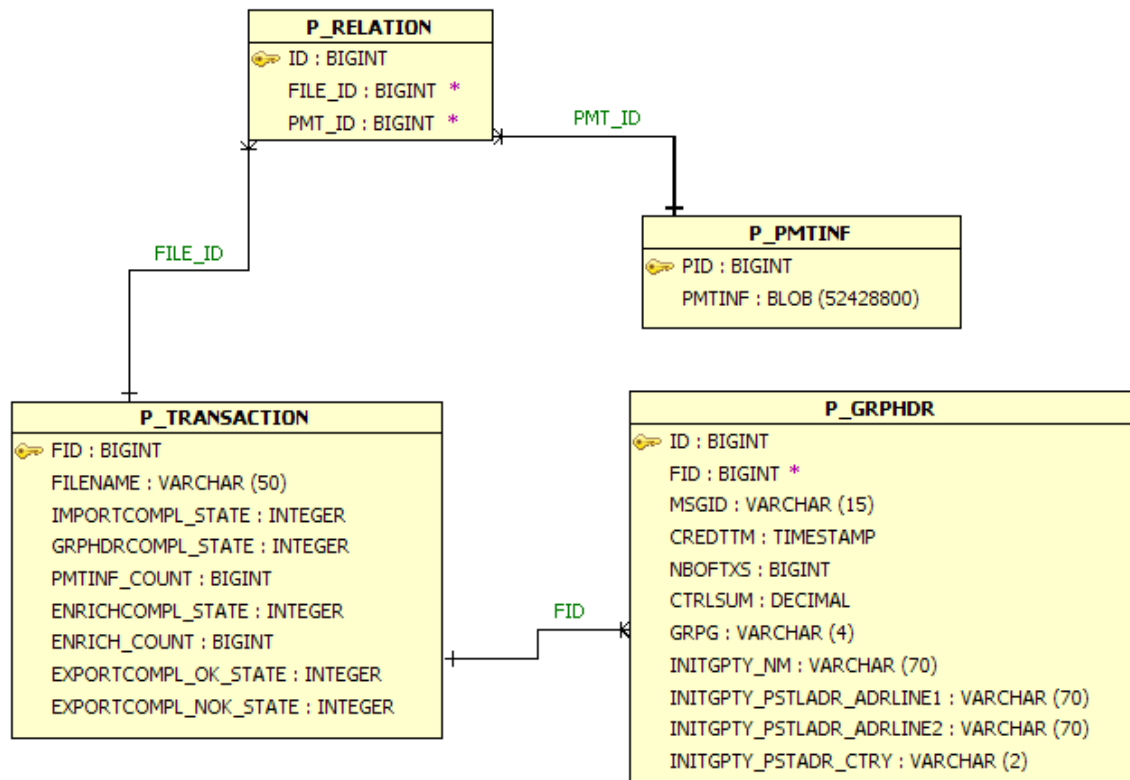 P_RELATION
ID : BIGINT
FILE_ID : BIGINT *
PMT_ID : BIGINT *
PMT_ID
FILE_ID
P_PMTINF
PID : BIGINT
PMTINF : BLOB (52428800)
P_TRANSACTION
FID : BIGINT
FILENAME : VARCHAR (50)
IMPORTCOMPL_STATE : INTEGER
GRPHDRCOMPL_STATE : INTEGER
PMTINF_COUNT : BIGINT
ENRICHCOMPL_STATE : INTEGER
ENRICH_COUNT : BIGINT
EXPORTCOMPL_OK_STATE : INTEGER
EXPORTCOMPL_NOK_STATE : INTEGER
FID
P_GRPHDR
ID : BIGINT
FID : BIGINT *
MSGID : VARCHAR (15)
CREDTTM : TIMESTAMP
NBOFTXS : BIGINT
CTRLSUM : DECIMAL
GRPG : VARCHAR (4)
INITGPTY_NM : VARCHAR (70)
INITGPTY_PSTLADR_ADRLINE1 : VARCHAR (70)
INITGPTY_PSTLADR_ADRLINE2 : VARCHAR (70)
INITGPTY_PSTADR_CTRY : VARCHAR (2)